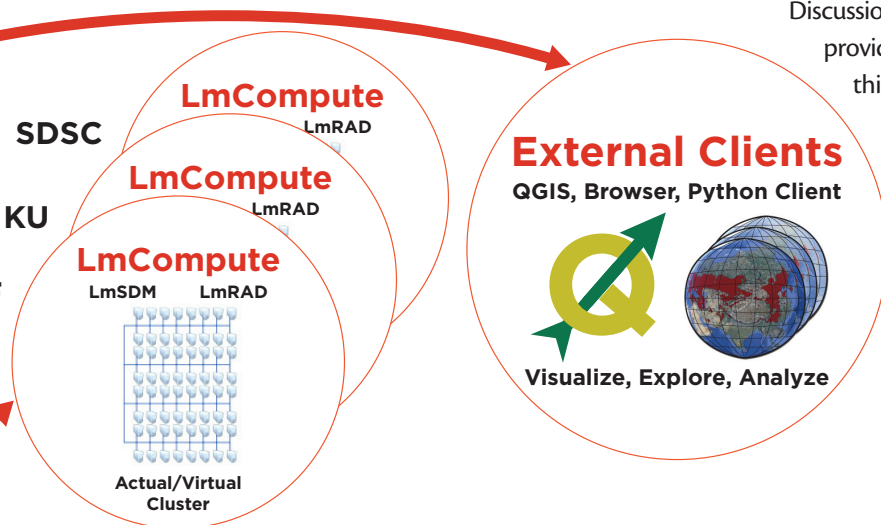 Discussio
provid
thi
LmCompute
LmRAD
SDSC
LmCompute
LmRAD
KU
LmCompute
LmSDM LmRAD
Actual/Virtual
Cluster
External Clients
QGIS, Browser, Python Client
Visualize, Explore, Analyze